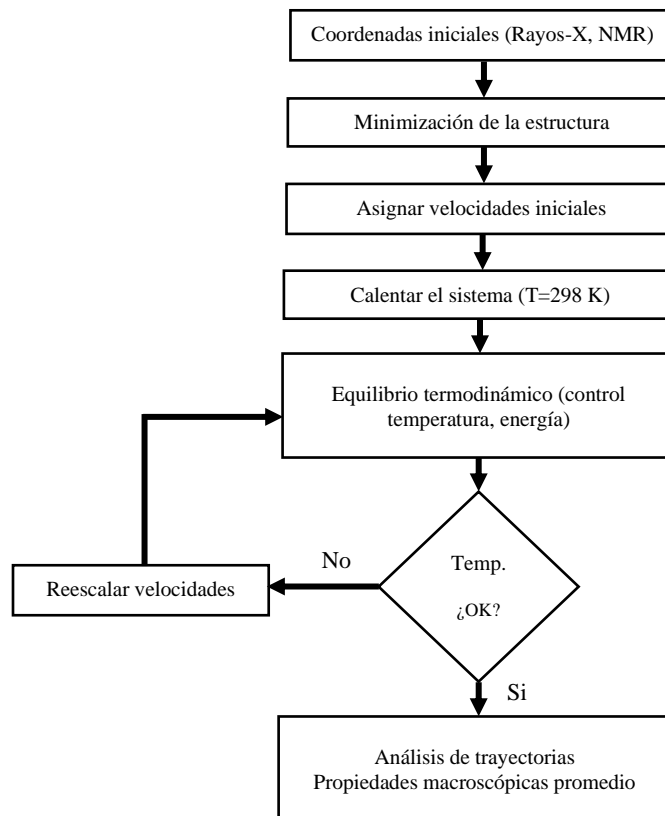 Coordenadas iniciales (Rayos-X, NMR)
Minimización de la estructura
Asignar velocidades iniciales
Calentar el sistema (T=298 K)
Equilibrio termodinámico (control
temperatura, energía)
No
Temp.
Reescalar velocidades
¿OK?
Si
Análisis de trayectorias
Propiedades macroscópicas promedio